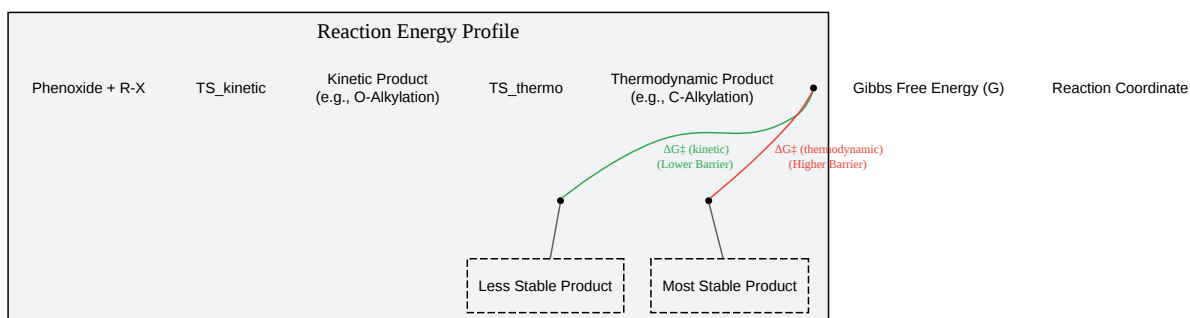 Reaction Energy Profile
Phenoxide + R-X
TS_kinetic
Kinetic Product
(e.g., O-Alkylation)
TS_thermo
Thermodynamic Product
(e.g., C-Alkylation)
Gibbs Free Energy (G)
Reaction Coordinate
ΔG‡ (kinetic)
(Lower Barrier)
ΔG‡ (thermodynamic)
(Higher Barrier)
Less Stable Product
Most Stable Product